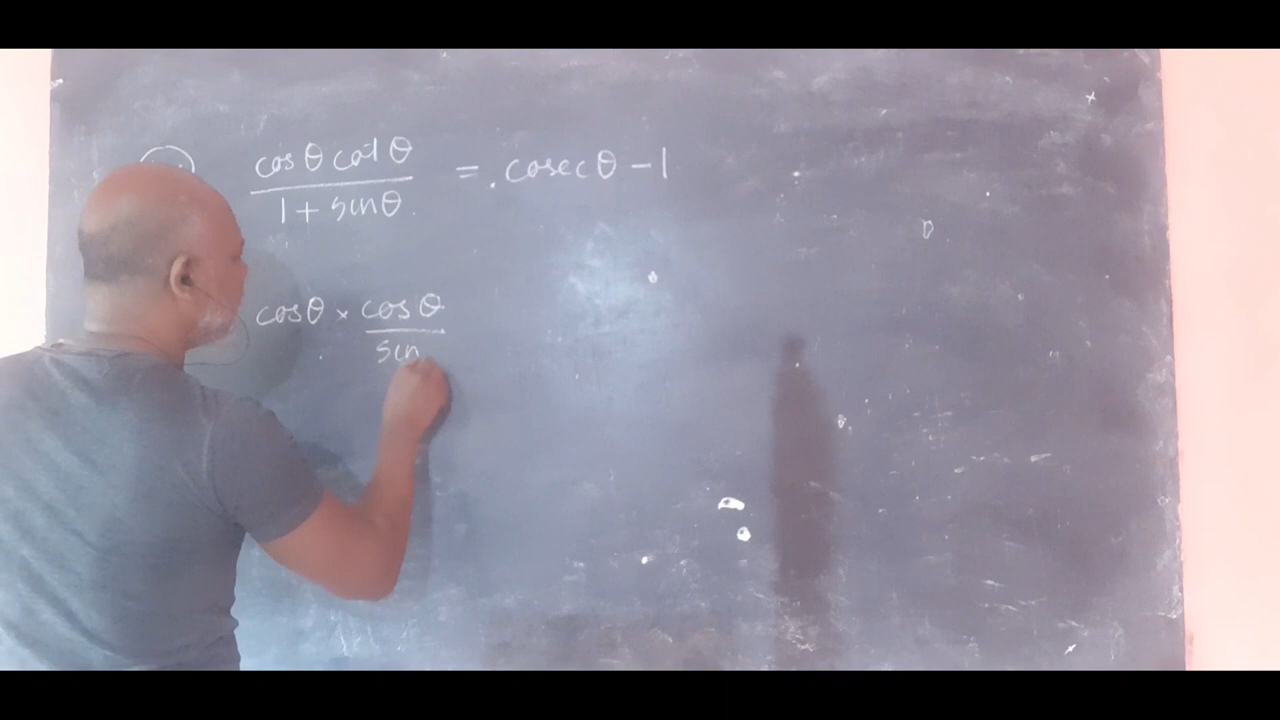 cosθ cotθ / 1 + sinθ = cosecθ − 1
cosθ × cosθ / sin